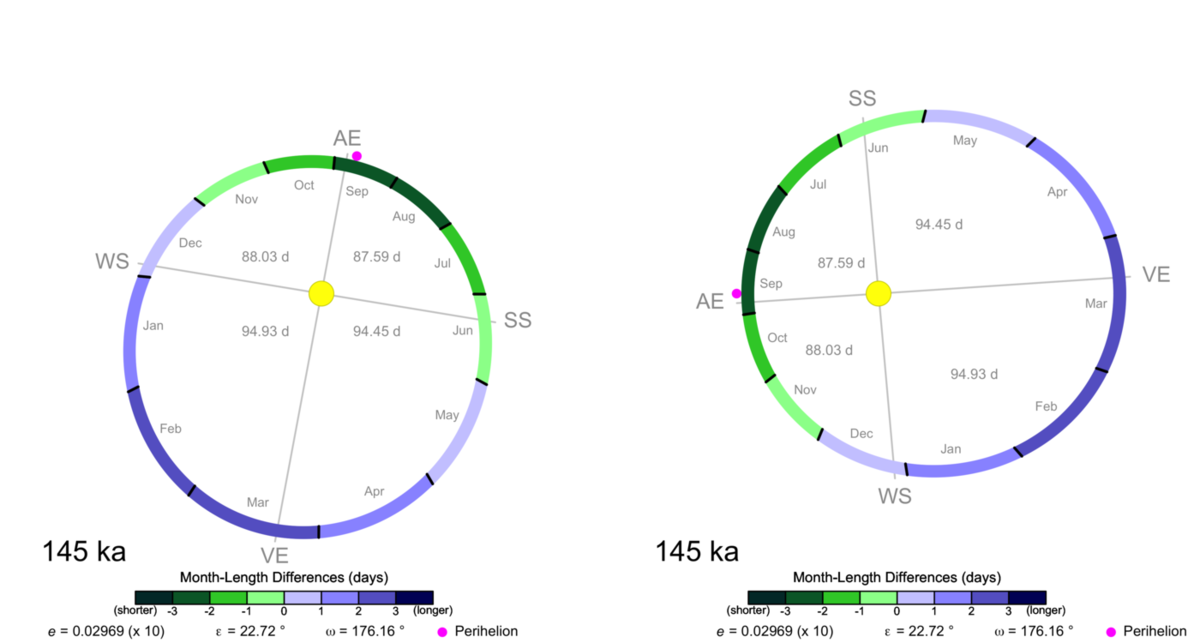 AE
Sep
Oct
Nov
Aug
Dec
Jul
88.03 d
87.59 d
WS
SS
94.93 d
94.45 d
Jun
Jan
May
Feb
Apr
Mar
VE
145 ka
Month-Length Differences (days)
(shorter) -3 -2 -1 0 1 2 3 (longer)
e = 0.02969 (x 10) ε = 22.72 ° ω = 176.16 ° Perihelion
SS
May
Jun
Jul
Apr
94.45 d
Aug
87.59 d
VE
Sep
AE
Mar
Oct
88.03 d
94.93 d
Nov
Feb
Dec
Jan
WS
145 ka
Month-Length Differences (days)
(shorter) -3 -2 -1 0 1 2 3 (longer)
e = 0.02969 (x 10) ε = 22.72 ° ω = 176.16 ° Perihelion